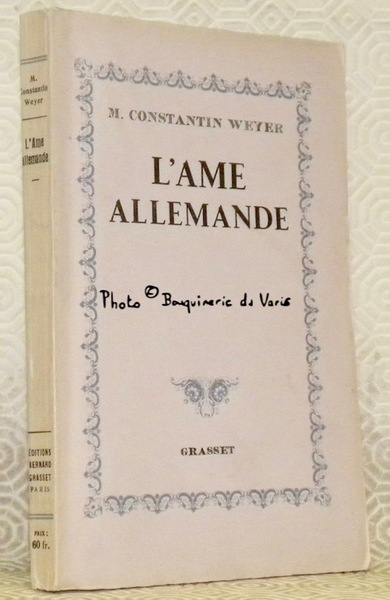 M.
Constantin
Weyer
L'Ame
Allemande
ÉDITIONS
BERNARD
GRASSET
PARIS
PRIX :
60 fr.
M. CONSTANTIN WEYER
L'AME
ALLEMANDE
Photo © Bouquinerie du Varis
GRASSET